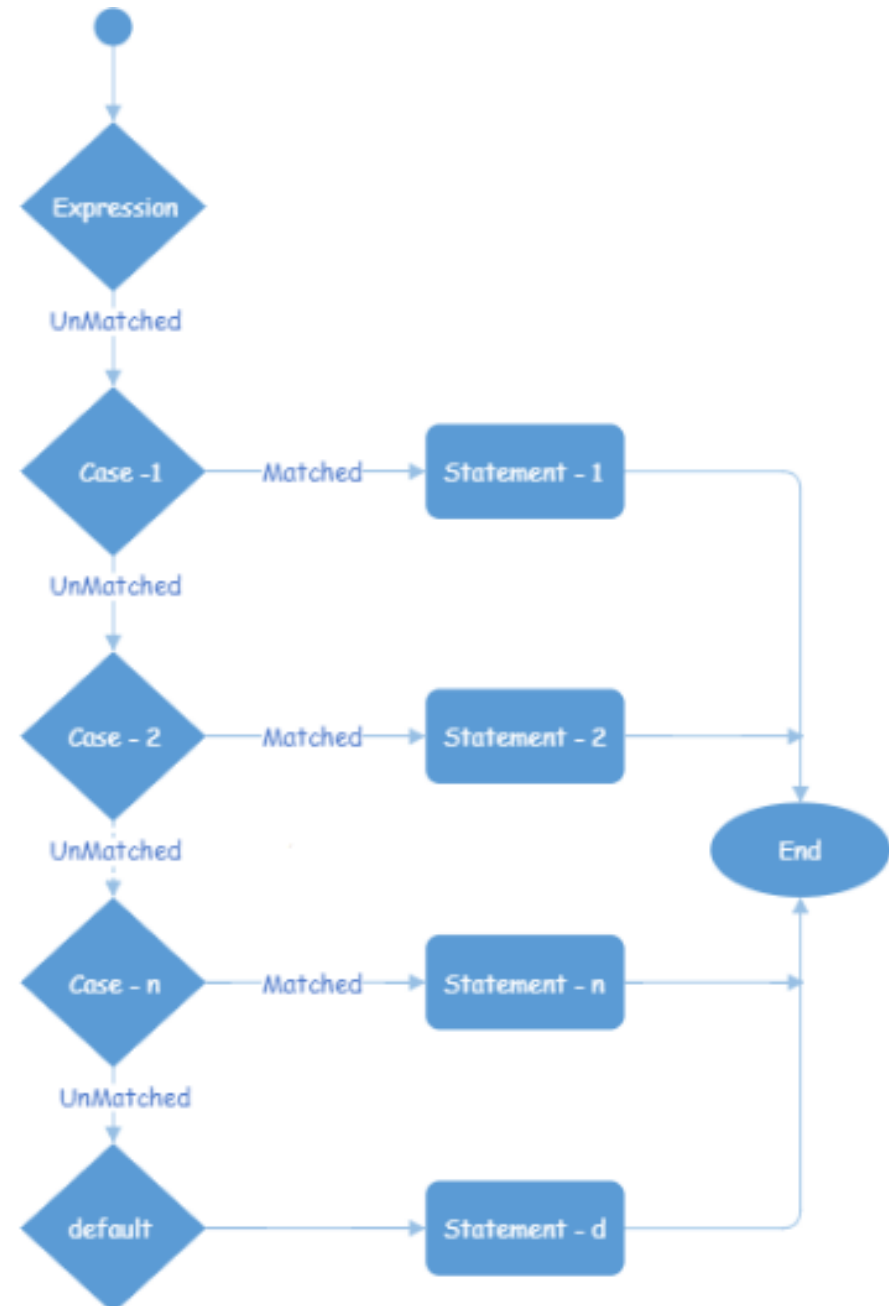 Expression
UnMatched
Case -1
Matched
Statement - 1
UnMatched
Case - 2
Matched
Statement - 2
UnMatched
End
Case - n
Matched
Statement - n
UnMatched
default
Statement - d